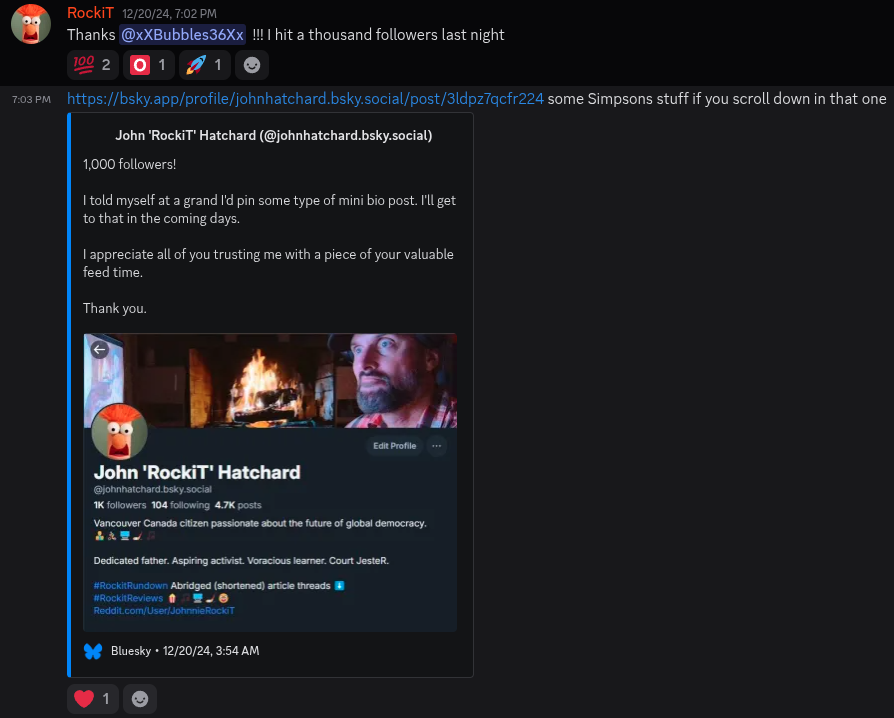 RockiT 12/20/24, 7:02 PM
Thanks @xXBubbles36Xx !!! I hit a thousand followers last night
100 2 O 1 1
7:03 PM https://bsky.app/profile/johnhatchard.bsky.social/post/3ldpz7qcfr224 some Simpsons stuff if you scroll down in that one
John 'RockiT' Hatchard (@johnhatchard.bsky.social)
1,000 followers!
I told myself at a grand I'd pin some type of mini bio post. I'll get
to that in the coming days.
I appreciate all of you trusting me with a piece of your valuable
feed time.
Thank you.
Edit Profile ...
John 'RockiT' Hatchard
@johnhatchard.bsky.social
1K followers 104 following 4.7K posts
Vancouver Canada citizen passionate about the future of global democracy.
Dedicated father. Aspiring activist. Voracious learner. Court JesteR.
#RockitRundown Abridged (shortened) article threads
#RockitReviews
Reddit.com/User/JohnnieRockiT
Bluesky • 12/20/24, 3:54 AM
1